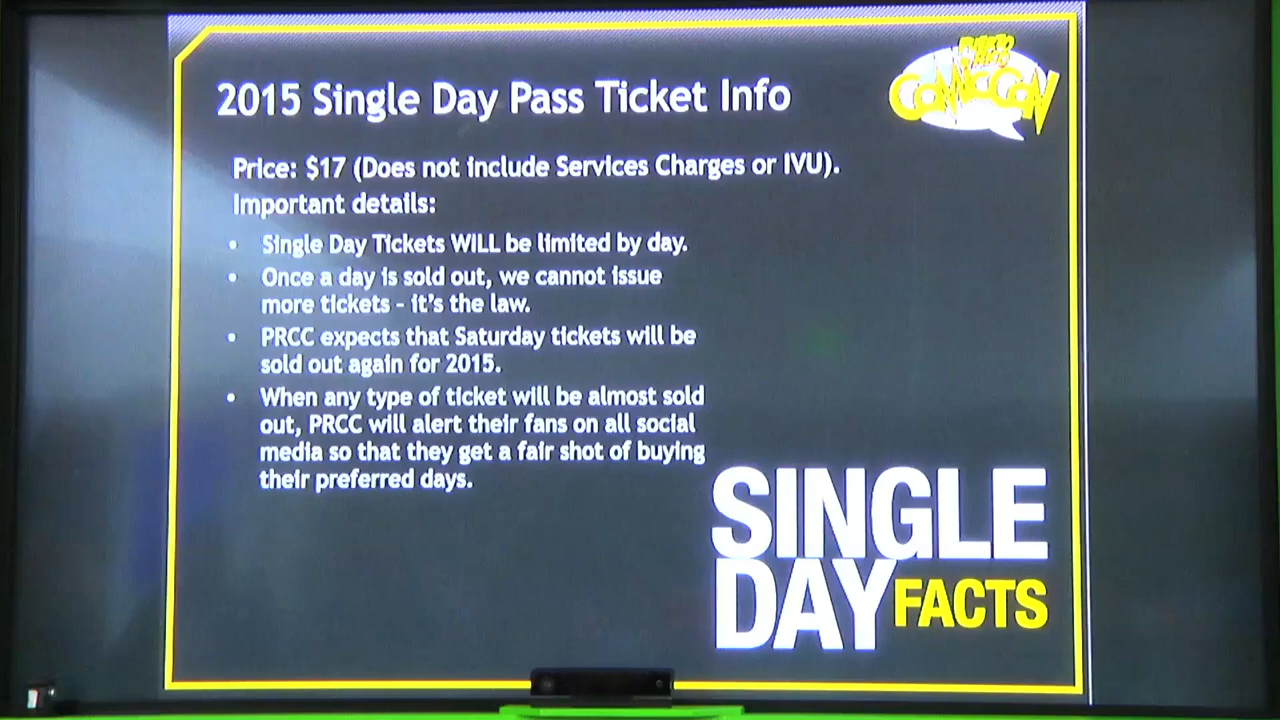 PUERTO RICO
COMIC CON
2015 Single Day Pass Ticket Info
Price: $17 (Does not include Services Charges or IVU).
Important details:
• Single Day Tickets WILL be limited by day.
• Once a day is sold out, we cannot issue
more tickets - it's the law.
• PRCC expects that Saturday tickets will be
sold out again for 2015.
• When any type of ticket will be almost sold
out, PRCC will alert their fans on all social
media so that they get a fair shot of buying
their preferred days.
SINGLE
DAY FACTS